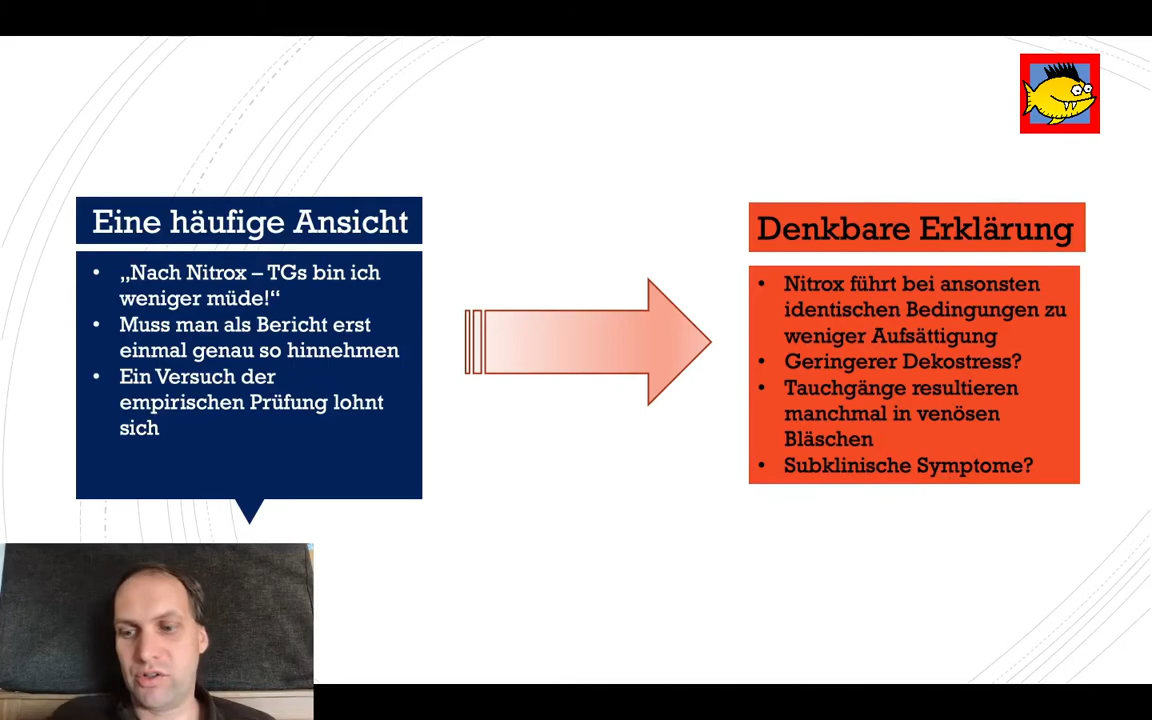 Eine häufige Ansicht
• „Nach Nitrox – TGs bin ich
weniger müde!“
• Muss man als Bericht erst
einmal genau so hinnehmen
• Ein Versuch der
empirischen Prüfung lohnt
sich
Denkbare Erklärung
• Nitrox führt bei ansonsten
identischen Bedingungen zu
weniger Aufsättigung
• Geringerer Dekostress?
• Tauchgänge resultieren
manchmal in venösen
Bläschen
• Subklinische Symptome?